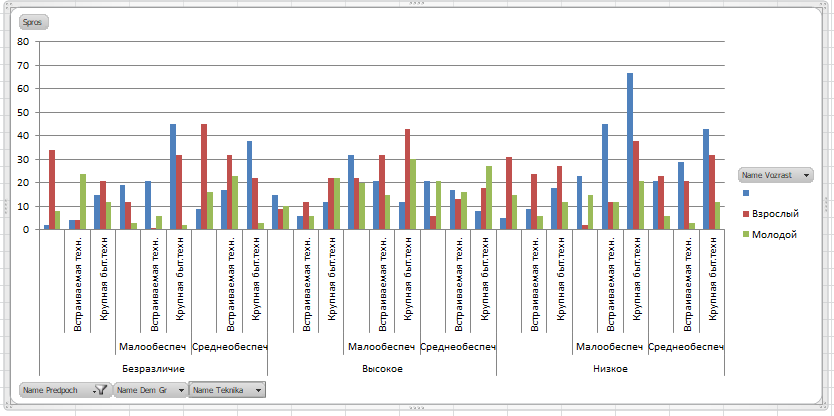 Spros
80
70
60
50
40
30
20
10
0
Name Vozrast
Взрослый
Молодой
Встраиваемая техн.
Крупная быт.техн
Встраиваемая техн.
Крупная быт.техн
Встраиваемая техн.
Крупная быт.техн
Встраиваемая техн.
Крупная быт.техн
Встраиваемая техн.
Крупная быт.техн
Встраиваемая техн.
Крупная быт.техн
Встраиваемая техн.
Крупная быт.техн
Встраиваемая техн.
Крупная быт.техн
Встраиваемая техн.
Крупная быт.техн
Малообеспеч Среднеобеспеч Малообеспеч Среднеобеспеч Малообеспеч Среднеобеспеч
Безразличие Высокое Низкое
Name Predpoch Name Dem Gr Name Teknika